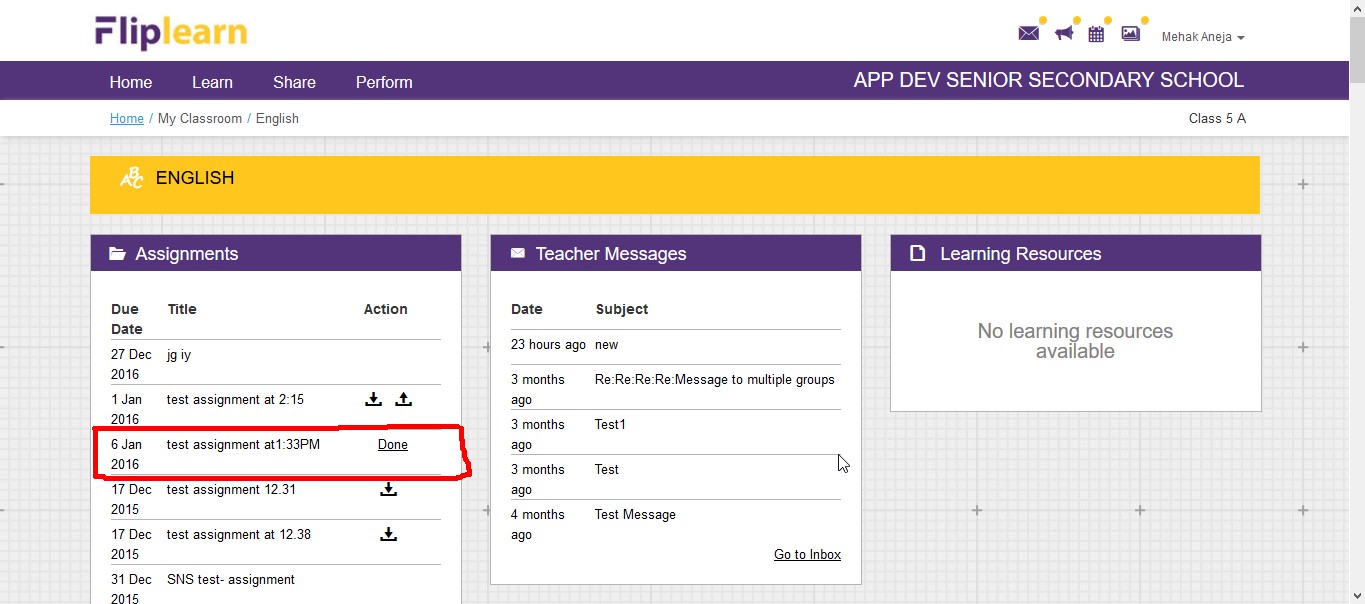 Fliplearn
Mehak Aneja
Home Learn Share Perform
APP DEV SENIOR SECONDARY SCHOOL
Home / My Classroom / English
Class 5 A
ABC
ENGLISH
Assignments
Due Date Title Action
27 Dec 2016 jg iy
1 Jan 2016 test assignment at 2:15
6 Jan 2016 test assignment at1:33PM Done
17 Dec 2015 test assignment 12.31
17 Dec 2015 test assignment at 12.38
31 Dec 2015 SNS test- assignment
Teacher Messages
Date Subject
23 hours ago new
3 months ago Re:Re:Re:Re:Message to multiple groups
3 months ago Test1
3 months ago Test
4 months ago Test Message
Go to Inbox
Learning Resources
No learning resources
available